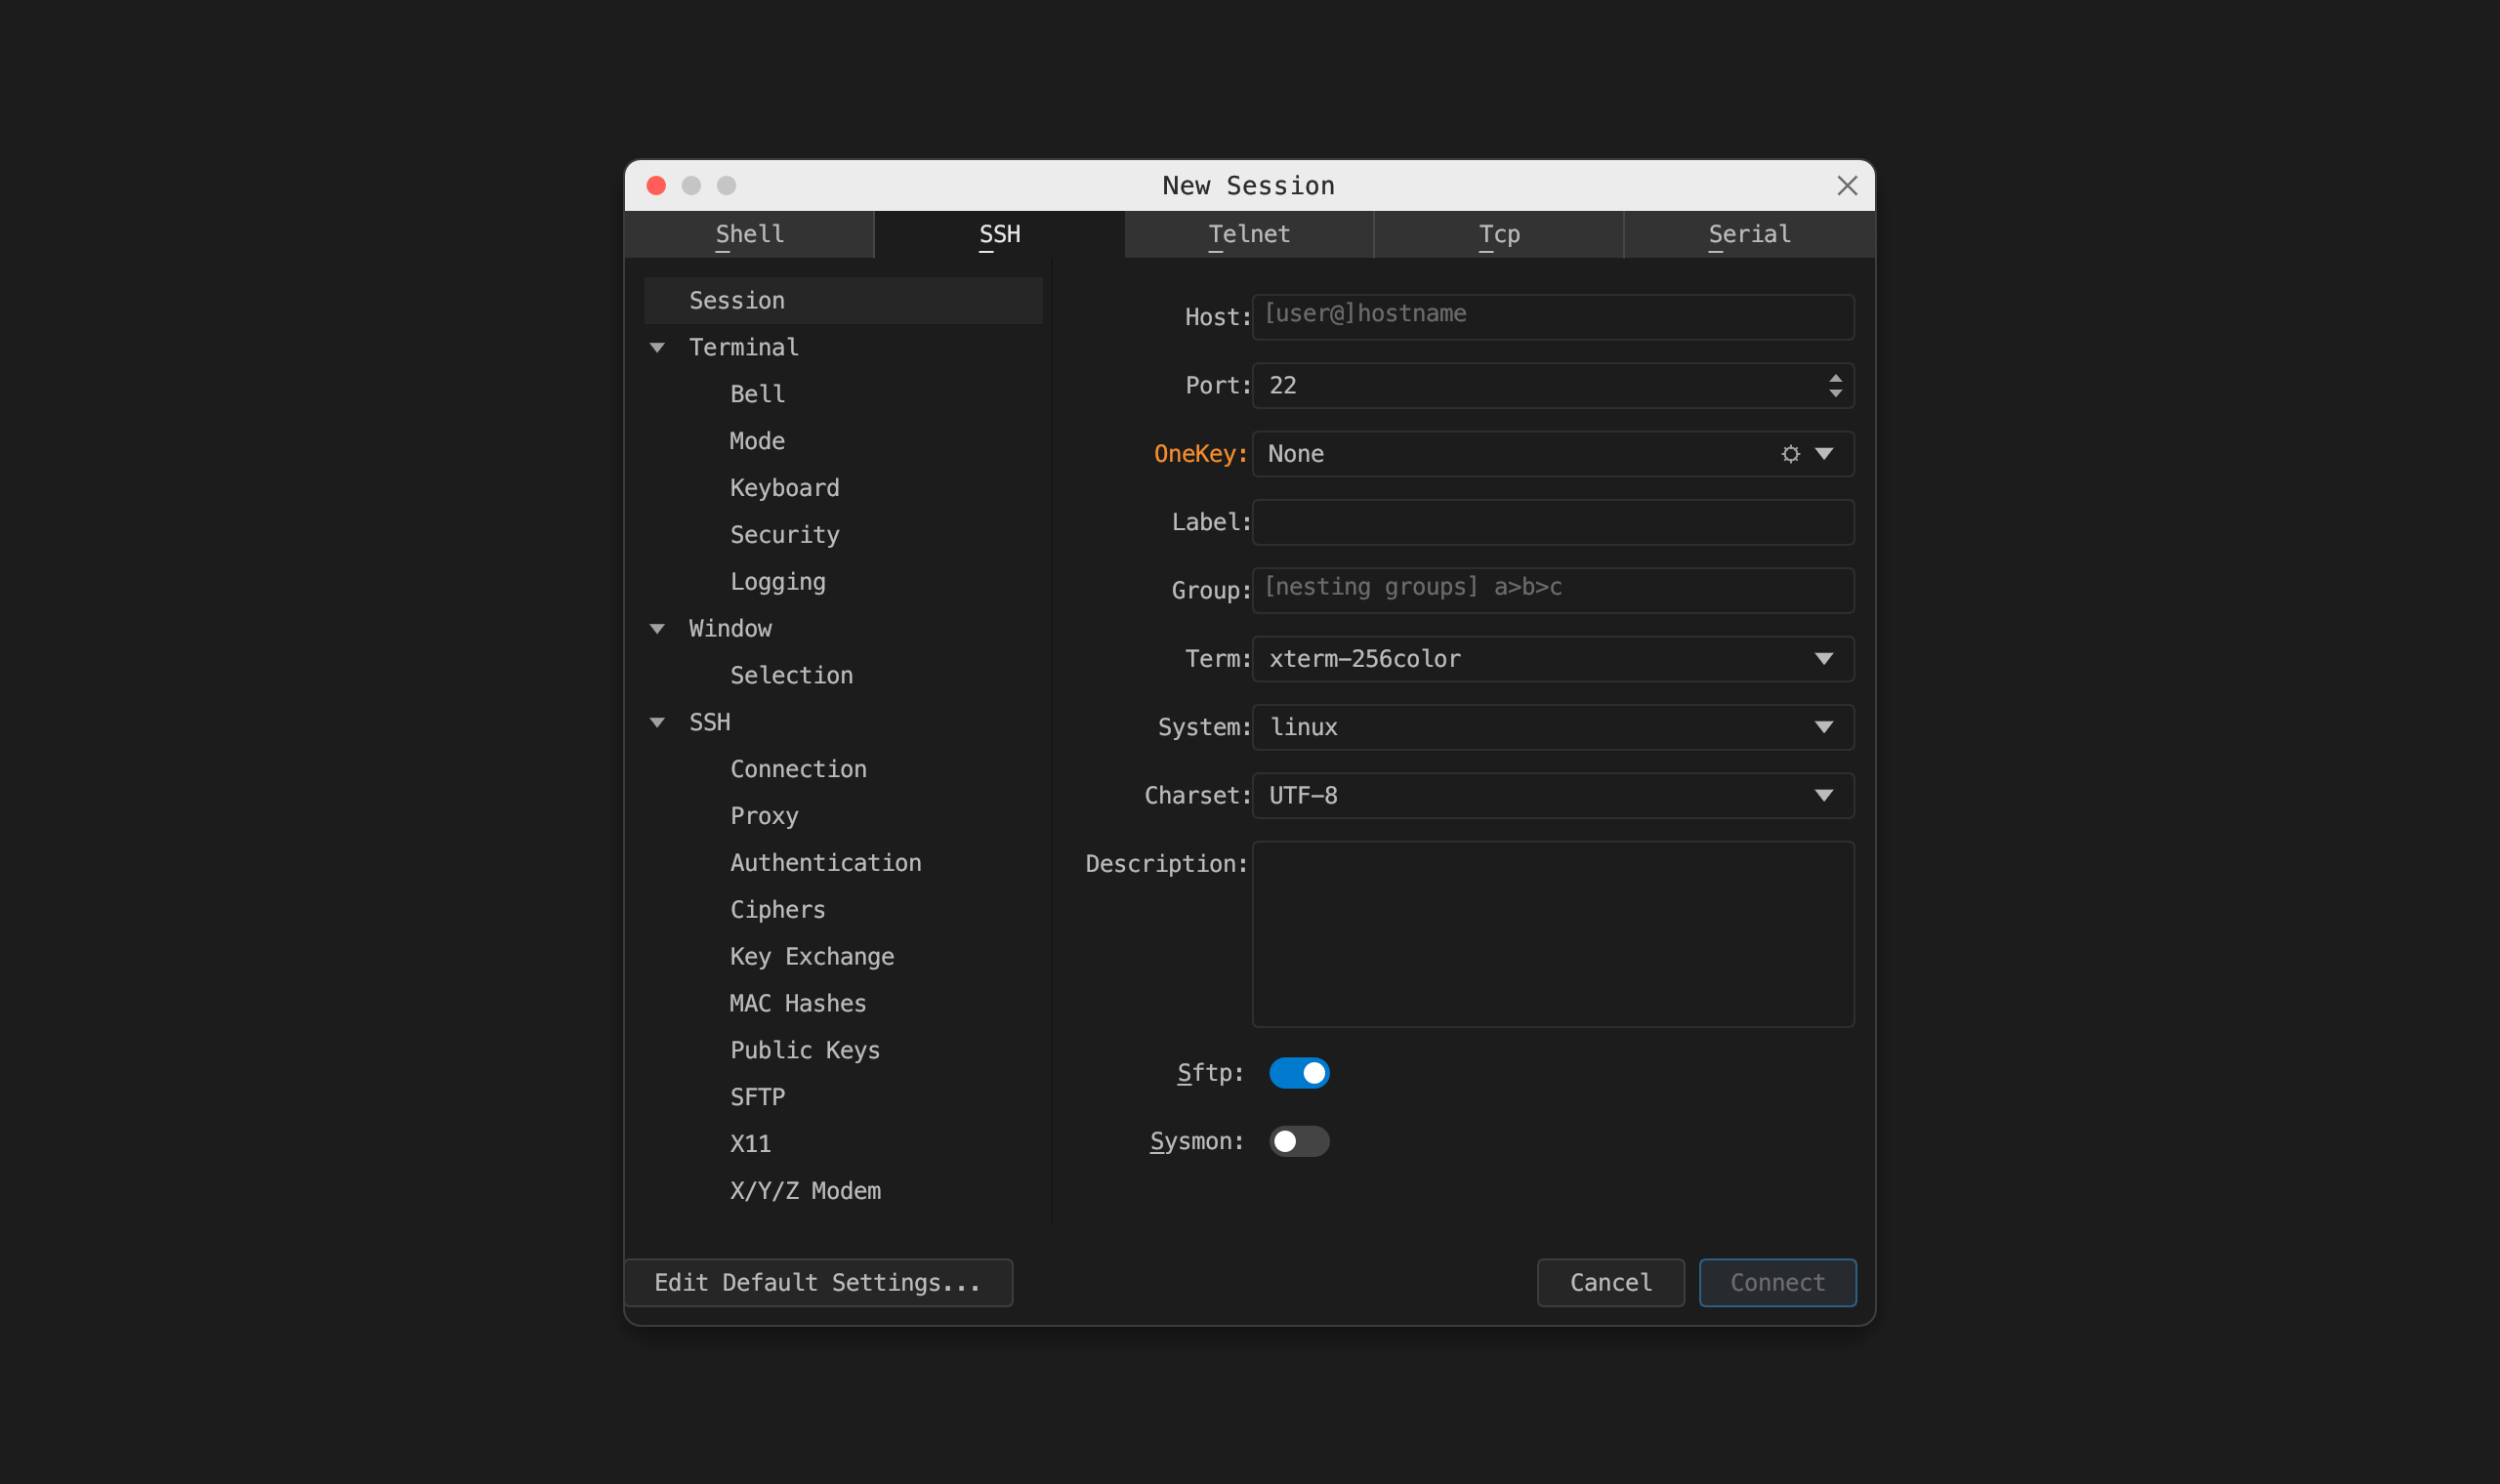 New Session
Shell SSH Telnet Tcp Serial
Session
Terminal
Bell
Mode
Keyboard
Security
Logging
Window
Selection
SSH
Connection
Proxy
Authentication
Ciphers
Key Exchange
MAC Hashes
Public Keys
SFTP
X11
X/Y/Z Modem
Host: [user@]hostname
Port: 22
OneKey: None
Label:
Group: [nesting groups] a>b>c
Term: xterm-256color
System: linux
Charset: UTF-8
Description:
Sftp:
Sysmon:
Edit Default Settings... Cancel Connect